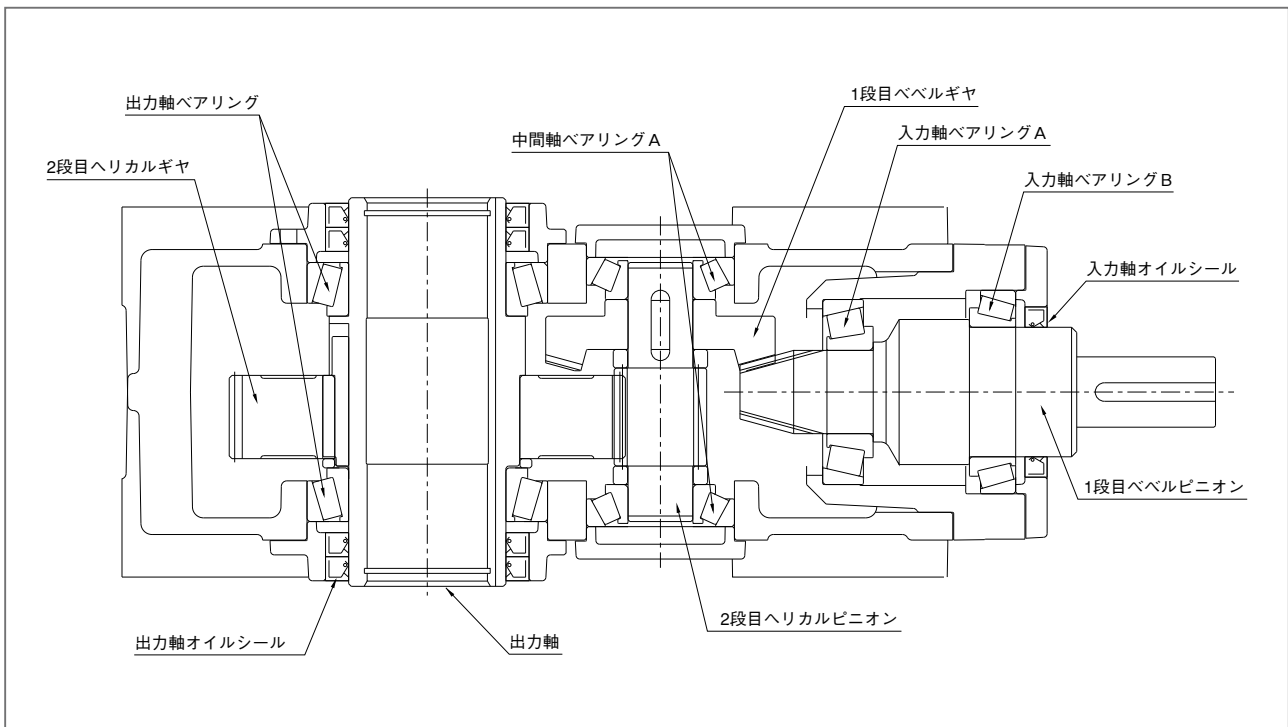 出力軸ベアリング
1段目ベベルギヤ
中間軸ベアリングA
入力軸ベアリングA
2段目ヘリカルギヤ
入力軸ベアリングB
入力軸オイルシール
1段目ベベルピニオン
2段目ヘリカルピニオン
出力軸オイルシール
出力軸